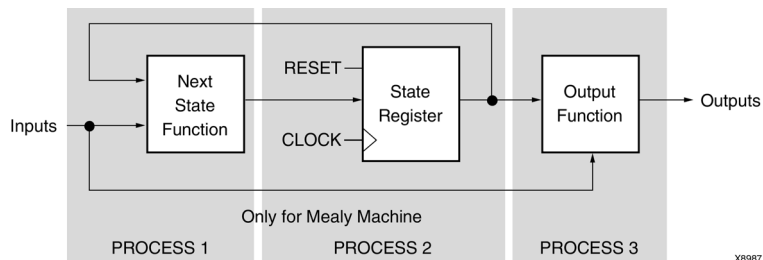 Inputs
Next
State
Function
RESET
CLOCK
State
Register
Output
Function
Outputs
Only for Mealy Machine
PROCESS 1
PROCESS 2
PROCESS 3
X8987